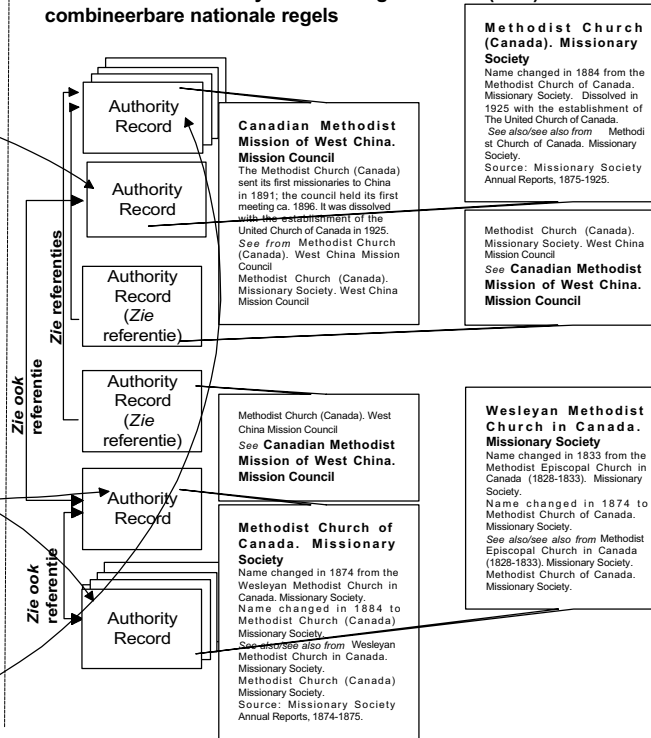 combineerbare nationale regels
Authority
Record
Authority
Record
Authority
Record
(Zie
referentie)
Authority
Record
(Zie
referentie)
Authority
Record
Authority
Record
Zie referenties
Zie ook
referentie
Zie ook
referentie
Canadian Methodist
Mission of West China.
Mission Council
The Methodist Church (Canada)
sent its first missionaries to China
in 1891; the council held its first
meeting ca. 1896. It was dissolved
with the establishment of the
United Church of Canada in 1925.
See from Methodist Church
(Canada). West China Mission
Council
Methodist Church (Canada).
Missionary Society. West China
Mission Council
Methodist Church (Canada). West
China Mission Council
See Canadian Methodist
Mission of West China.
Mission Council
Methodist Church of
Canada. Missionary
Society
Name changed in 1874 from the
Wesleyan Methodist Church in
Canada. Missionary Society.
Name changed in 1884 to
Methodist Church (Canada)
Missionary Society.
See also/see also from Wesleyan
Methodist Church in Canada.
Missionary Society.
Methodist Church (Canada)
Missionary Society.
Source: Missionary Society
Annual Reports, 1874-1875.
Methodist Church
(Canada). Missionary
Society
Name changed in 1884 from the
Methodist Church of Canada.
Missionary Society. Dissolved in
1925 with the establishment of
The United Church of Canada.
See also/see also from Methodi
st Church of Canada. Missionary
Society.
Source: Missionary Society
Annual Reports, 1875-1925.
Methodist Church (Canada).
Missionary Society. West China
Mission Council
See Canadian Methodist
Mission of West China.
Mission Council
Wesleyan Methodist
Church in Canada.
Missionary Society
Name changed in 1833 from the
Methodist Episcopal Church in
Canada (1828-1833). Missionary
Society.
Name changed in 1874 to
Methodist Church of Canada.
Missionary Society.
See also/see also from Methodist
Episcopal Church in Canada
(1828-1833). Missionary Society.
Methodist Church of Canada.
Missionary Society.